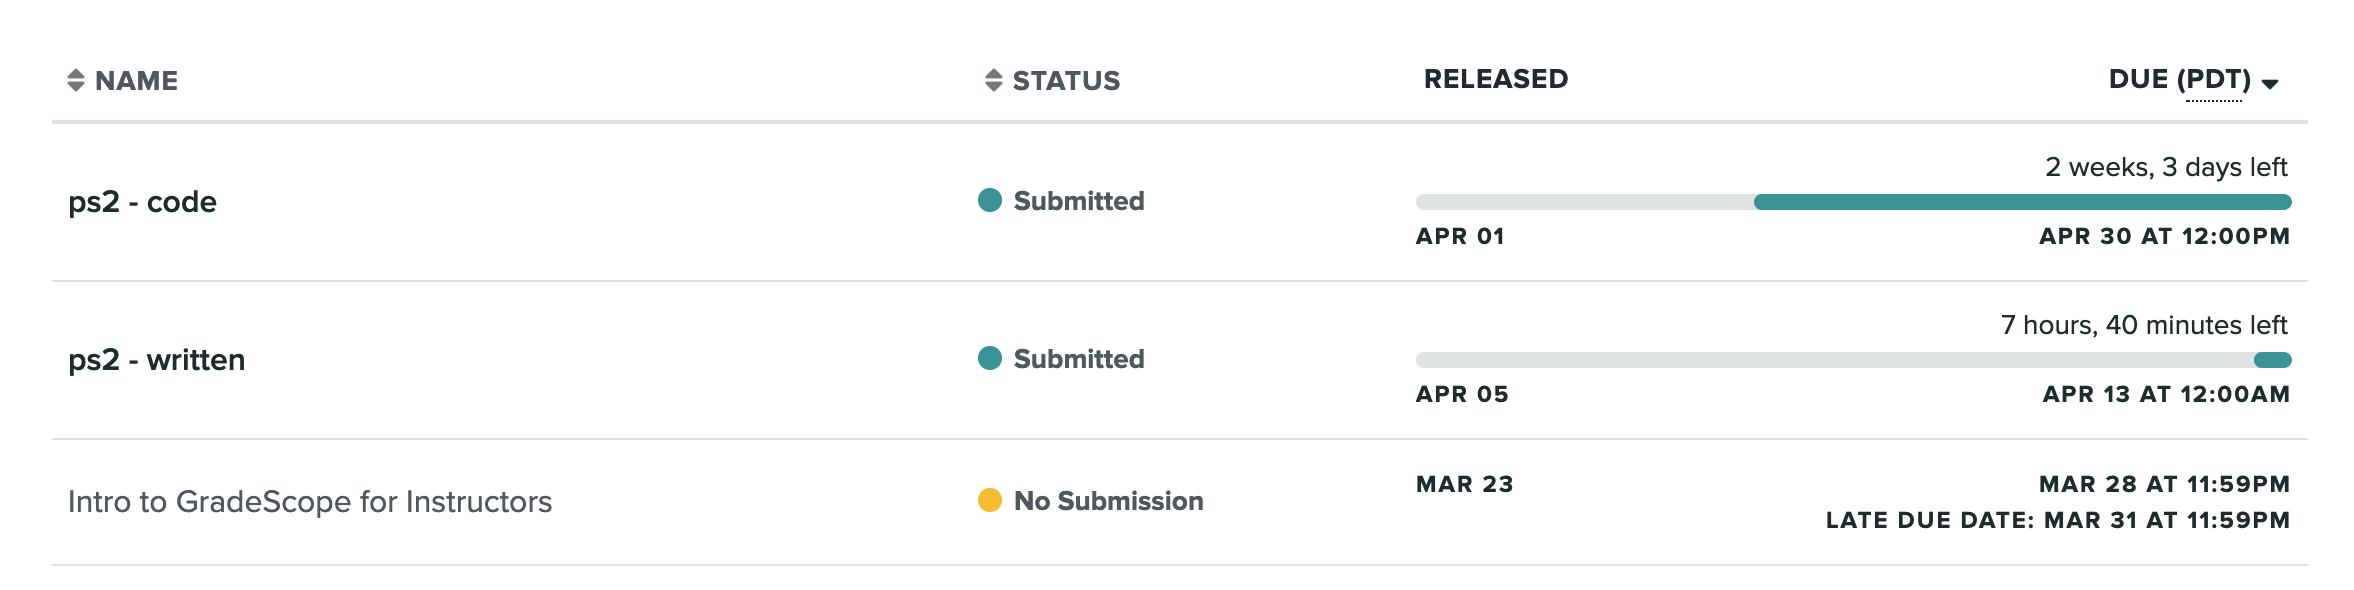 NAME STATUS RELEASED DUE (PDT)
2 weeks, 3 days left
ps2 - code Submitted
APR 01 APR 30 AT 12:00PM
7 hours, 40 minutes left
ps2 - written Submitted
APR 05 APR 13 AT 12:00AM
MAR 23 MAR 28 AT 11:59PM
Intro to GradeScope for Instructors No Submission
LATE DUE DATE: MAR 31 AT 11:59PM